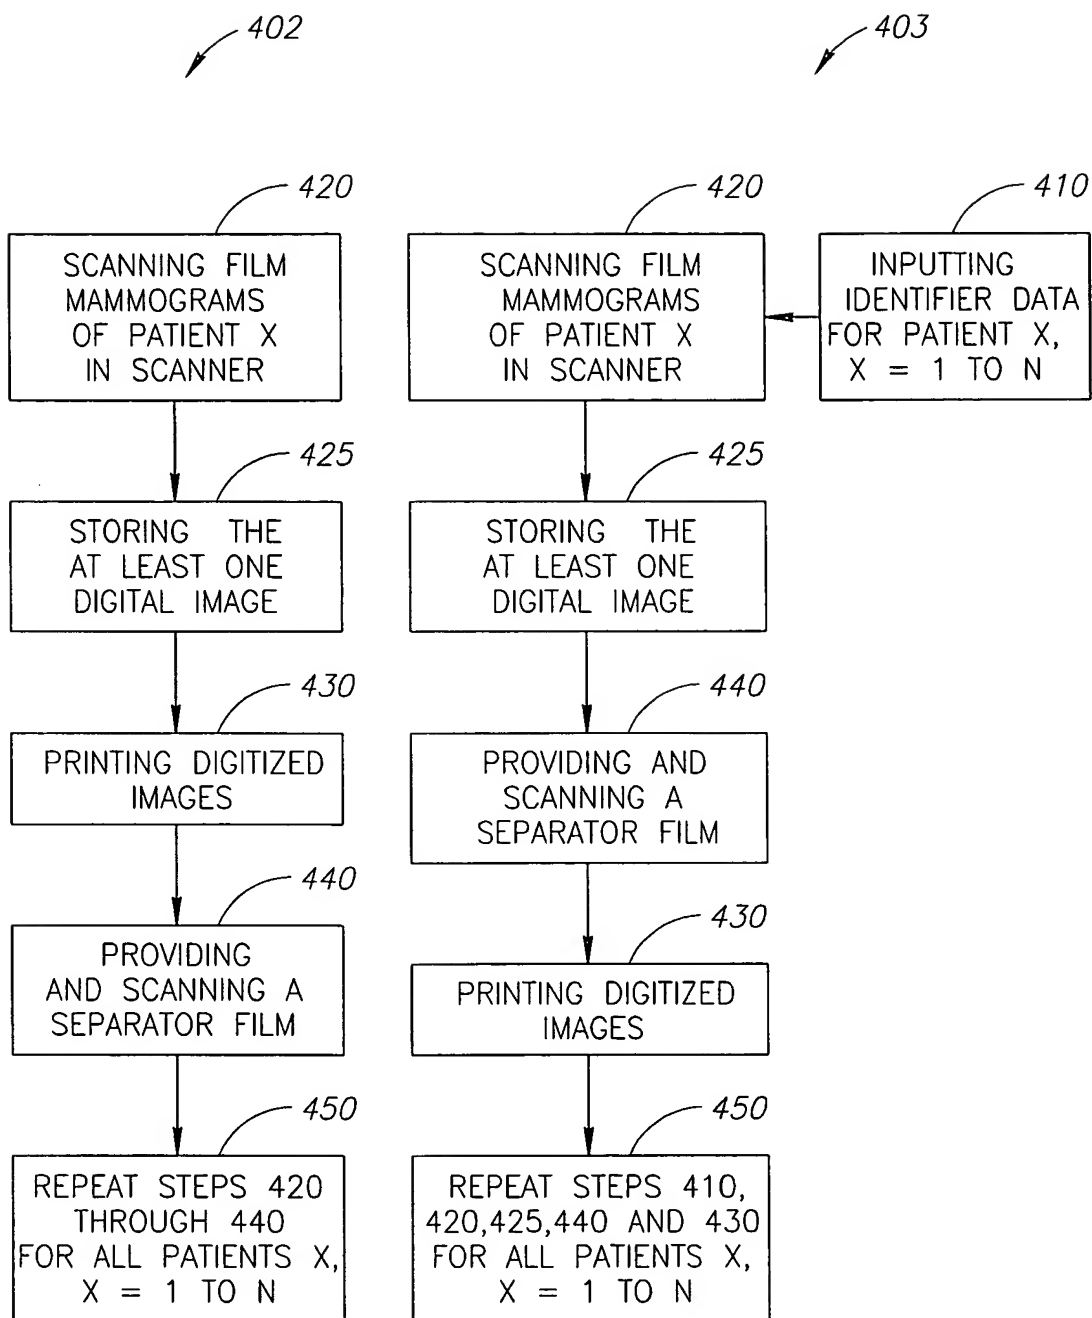 402
420
SCANNING FILM
MAMMOGRAMS
OF PATIENT X
IN SCANNER
425
STORING THE
AT LEAST ONE
DIGITAL IMAGE
430
PRINTING DIGITIZED
IMAGES
440
PROVIDING
AND SCANNING A
SEPARATOR FILM
450
REPEAT STEPS 420
THROUGH 440
FOR ALL PATIENTS X,
X = 1 TO N
403
420
SCANNING FILM
MAMMOGRAMS
OF PATIENT X
IN SCANNER
410
INPUTTING
IDENTIFIER DATA
FOR PATIENT X,
X = 1 TO N
425
STORING THE
AT LEAST ONE
DIGITAL IMAGE
440
PROVIDING AND
SCANNING A
SEPARATOR FILM
430
PRINTING DIGITIZED
IMAGES
450
REPEAT STEPS 410,
420,425,440 AND 430
FOR ALL PATIENTS X,
X = 1 TO N